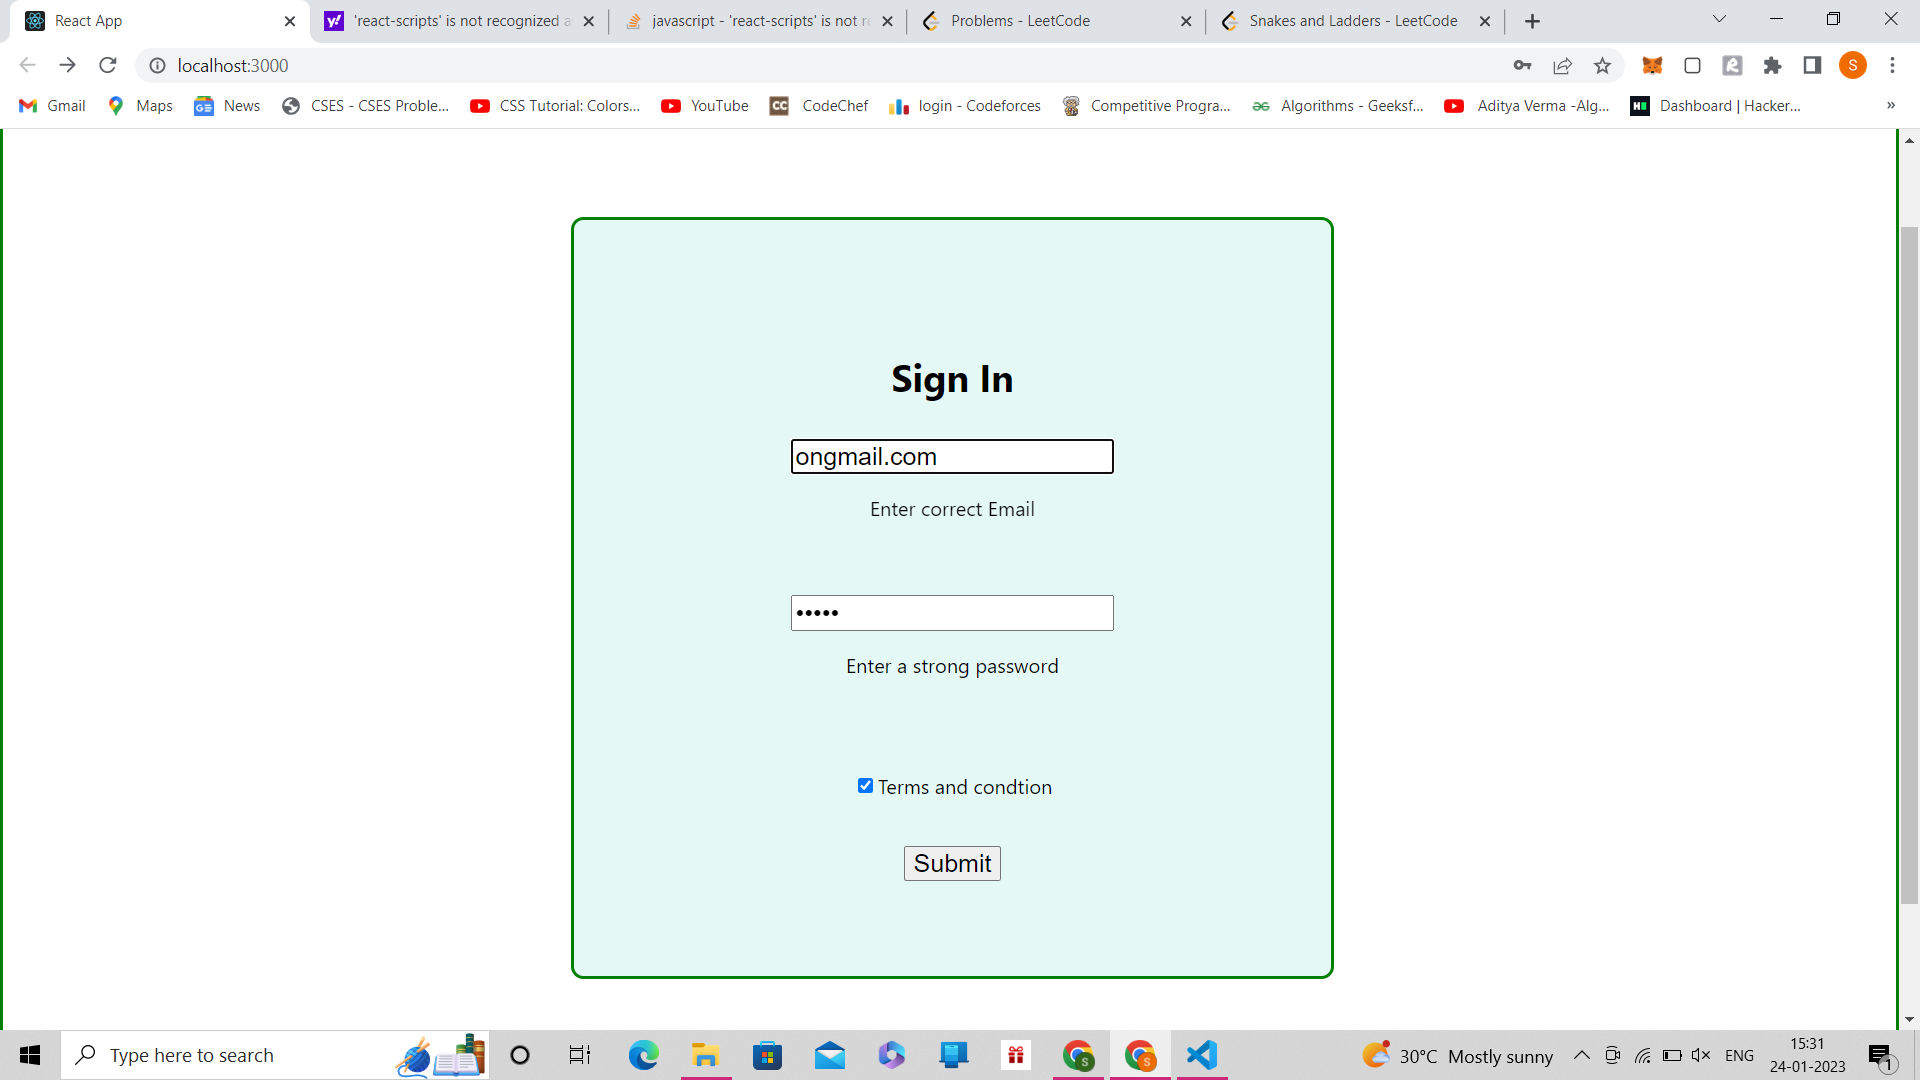 React App
'react-scripts' is not recognized a
javascript - 'react-scripts' is not re
Problems - LeetCode
Snakes and Ladders - LeetCode
localhost:3000
S
Gmail
Maps
News
CSES - CSES Proble...
CSS Tutorial: Colors...
YouTube
CC
CodeChef
login - Codeforces
Competitive Progra...
Algorithms - Geeksf...
Aditya Verma -Alg...
Dashboard | Hacker...
Sign In
ongmail.com
Enter correct Email
•••••
Enter a strong password
Terms and condtion
Submit
Type here to search
S
S
30°C Mostly sunny
ENG
15:31
24-01-2023
1